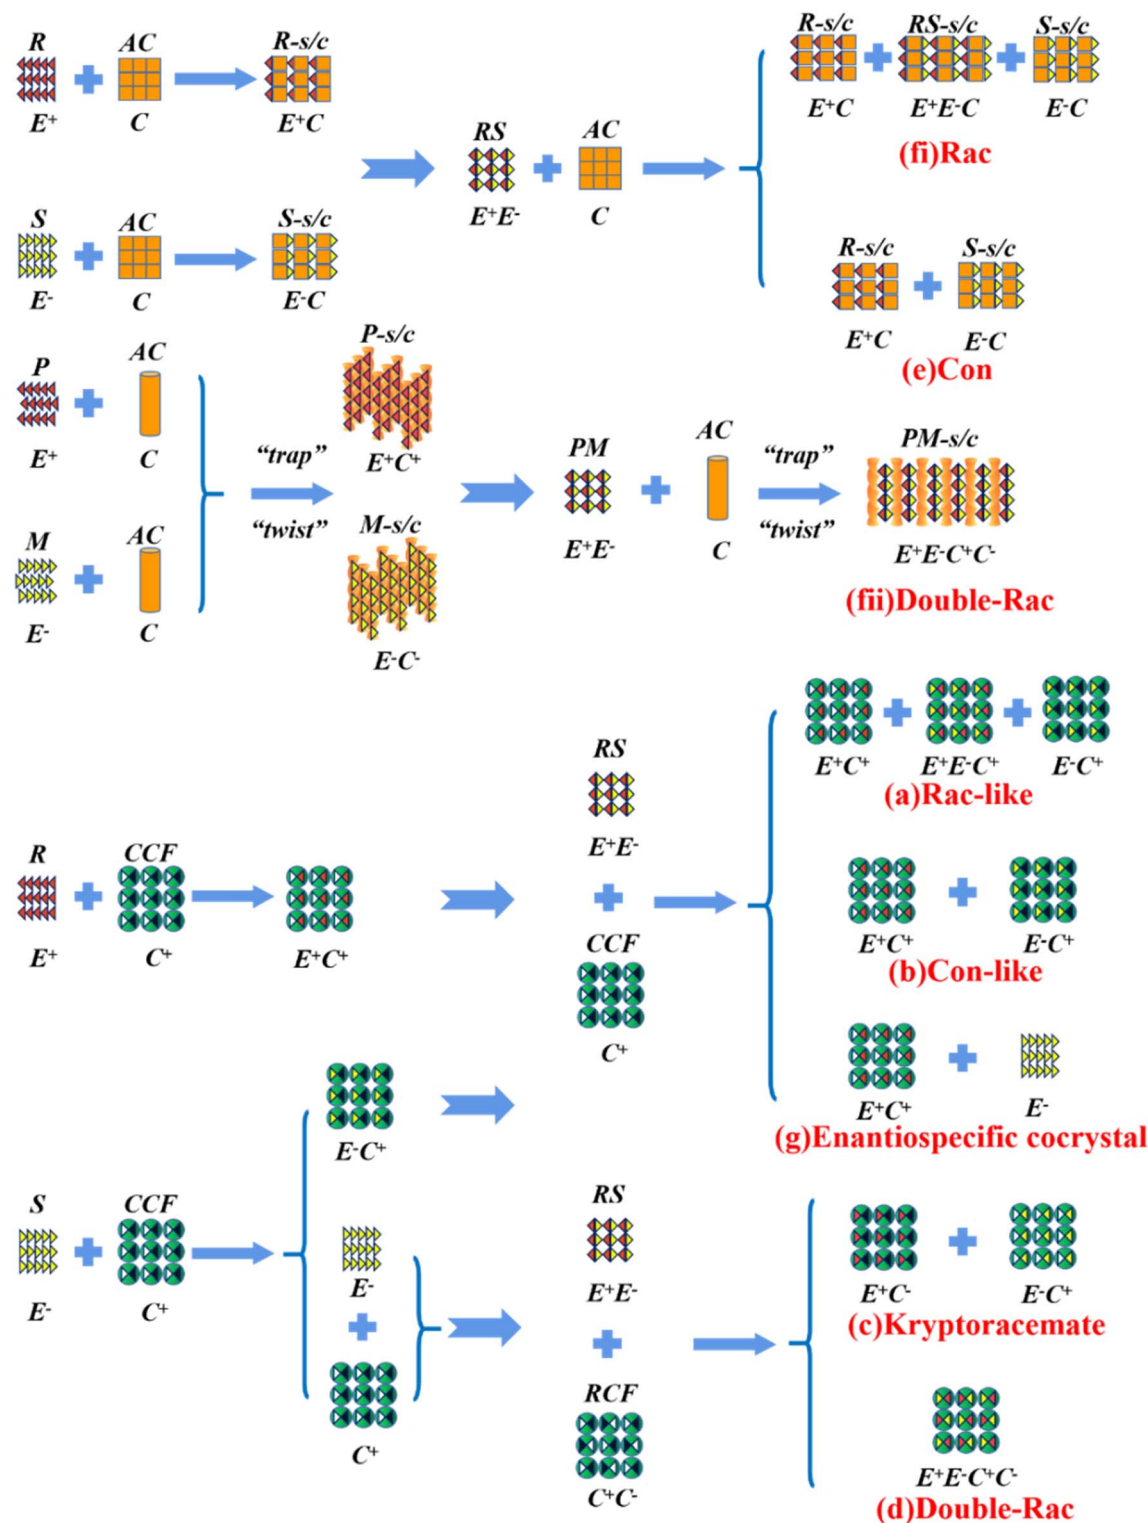 R AC R-s/c
E+ C E+C
S AC S-s/c
E- C E-C
RS AC
E+E- C
R-s/c RS-s/c S-s/c
E+C E+E-C E-C
(fi)Rac
R-s/c S-s/c
E+C E-C
(e)Con
P AC
E+ C
M AC
E- C
“trap”
“twist”
P-s/c
E+C+
M-s/c
E-C-
PM AC
E+E- C
“trap”
“twist”
PM-s/c
E+E-C+C-
(fii)Double-Rac
R CCF
E+ C+ E+C+
RS
E+E-
CCF
C+
E+C+ E+E-C+ E-C+
(a)Rac-like
E+C+ E-C+
(b)Con-like
E+C+ E-
(g)Enantiospecific cocrystal
S CCF
E- C+
E-C+
E-
C+
RS
E+E-
RCF
C+C-
E+C- E-C+
(c)Kryptoracemate
E+E-C+C-
(d)Double-Rac